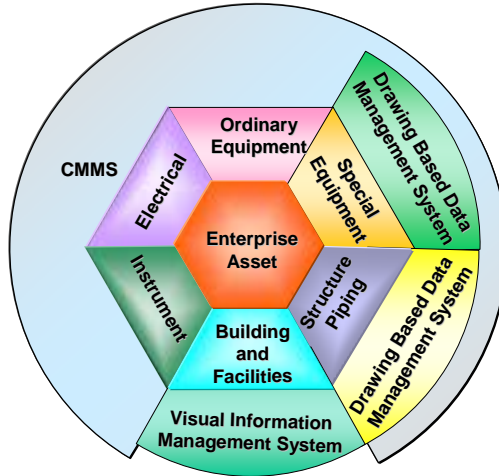 Ordinary
Equipment
Drawing Based Data
Management System
CMMS
Electrical
Special
Equipment
Enterprise
Asset
Instrument
Structure
Piping
Drawing Based Data
Management System
Building
and
Facilities
Visual Information
Management System